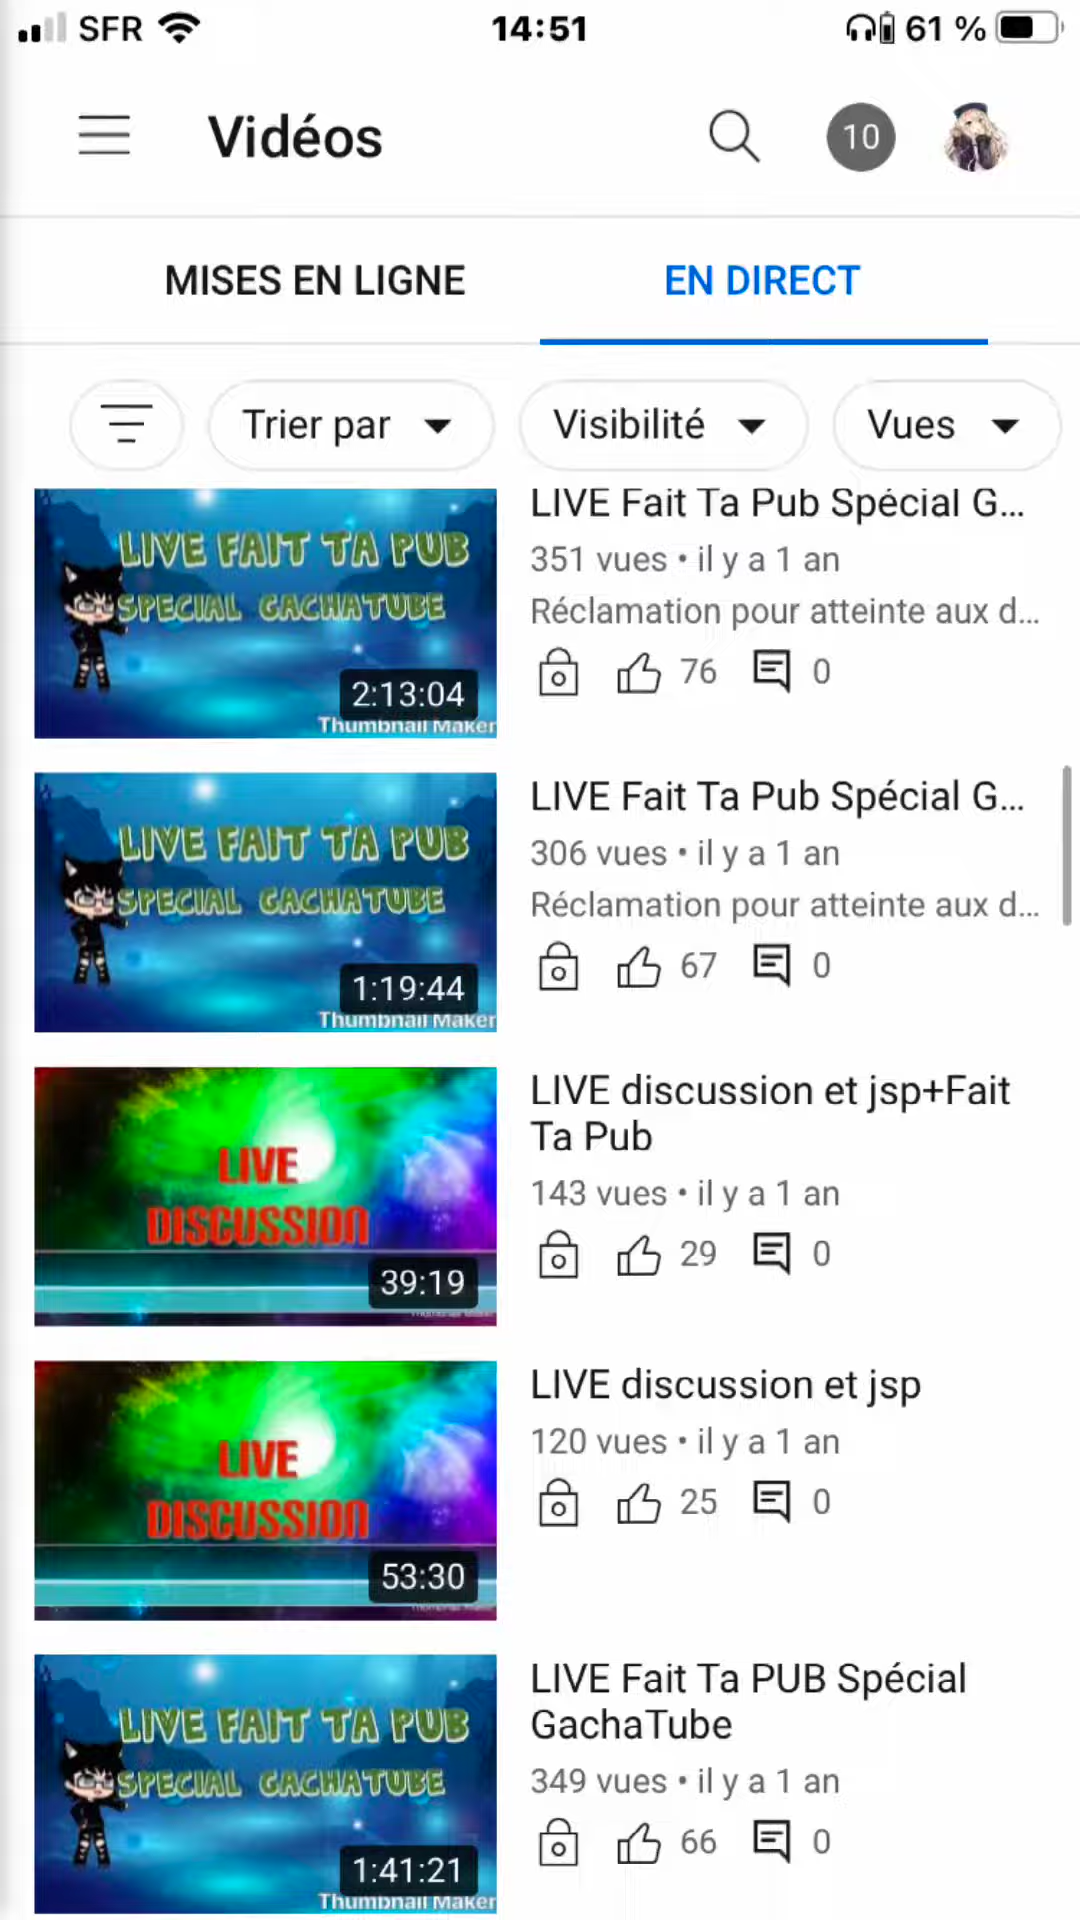 SFR 14:51 61 %
Vidéos 10
MISES EN LIGNE EN DIRECT
Trier par Visibilité Vues
LIVE FAIT TA PUB
SPECIAL GACHATUBE
2:13:04
Thumbnail Maker
LIVE Fait Ta Pub Spécial G...
351 vues • il y a 1 an
Réclamation pour atteinte aux d...
76 0
LIVE FAIT TA PUB
SPECIAL GACHATUBE
1:19:44
Thumbnail Maker
LIVE Fait Ta Pub Spécial G...
306 vues • il y a 1 an
Réclamation pour atteinte aux d...
67 0
LIVE
DISCUSSION
39:19
LIVE discussion et jsp+Fait
Ta Pub
143 vues • il y a 1 an
29 0
LIVE
DISCUSSION
53:30
LIVE discussion et jsp
120 vues • il y a 1 an
25 0
LIVE FAIT TA PUB
SPECIAL GACHATUBE
1:41:21
Thumbnail Maker
LIVE Fait Ta PUB Spécial
GachaTube
349 vues • il y a 1 an
66 0